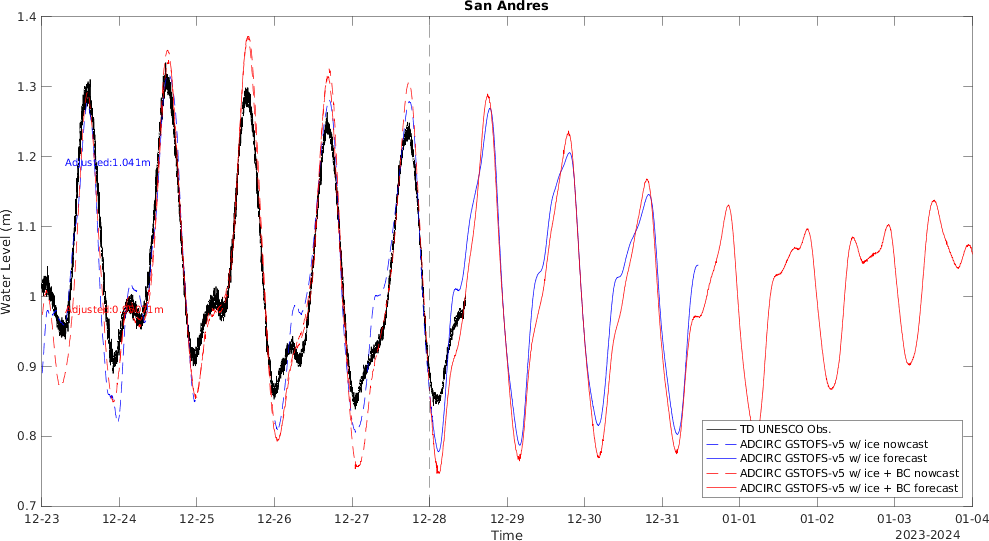 San Andres
1.4
1.3
1.2
1.1
1
0.9
0.8
0.7
Water Level (m)
Adjusted:1.041m
12-23
12-24
12-25
12-26
12-27
12-28
12-29
12-30
12-31
01-01
01-02
01-03
01-04
Time
2023-2024
TD UNESCO Obs.
ADCIRC GSTOFS-v5 w/ ice nowcast
ADCIRC GSTOFS-v5 w/ ice forecast
ADCIRC GSTOFS-v5 w/ ice + BC nowcast
ADCIRC GSTOFS-v5 w/ ice + BC forecast